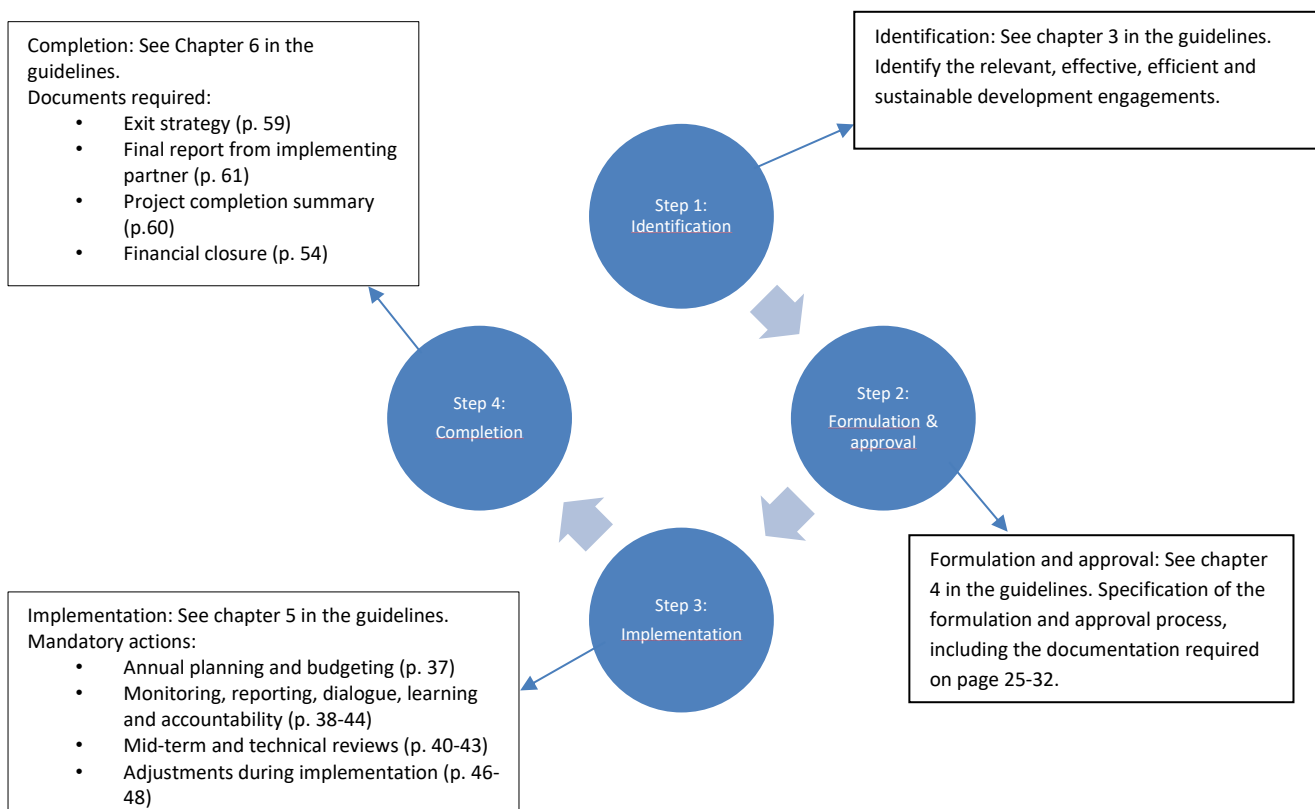 Completion: See Chapter 6 in the
guidelines.
Documents required:
• Exit strategy (p. 59)
• Final report from implementing
partner (p. 61)
• Project completion summary
(p.60)
• Financial closure (p. 54)
Identification: See chapter 3 in the guidelines.
Identify the relevant, effective, efficient and
sustainable development engagements.
Step 1:
Identification
Step 2:
Formulation &
approval
Step 3:
Implementation
Step 4:
Completion
Formulation and approval: See chapter
4 in the guidelines. Specification of the
formulation and approval process,
including the documentation required
on page 25-32.
Implementation: See chapter 5 in the guidelines.
Mandatory actions:
• Annual planning and budgeting (p. 37)
• Monitoring, reporting, dialogue, learning
and accountability (p. 38-44)
• Mid-term and technical reviews (p. 40-43)
• Adjustments during implementation (p. 46-
48)